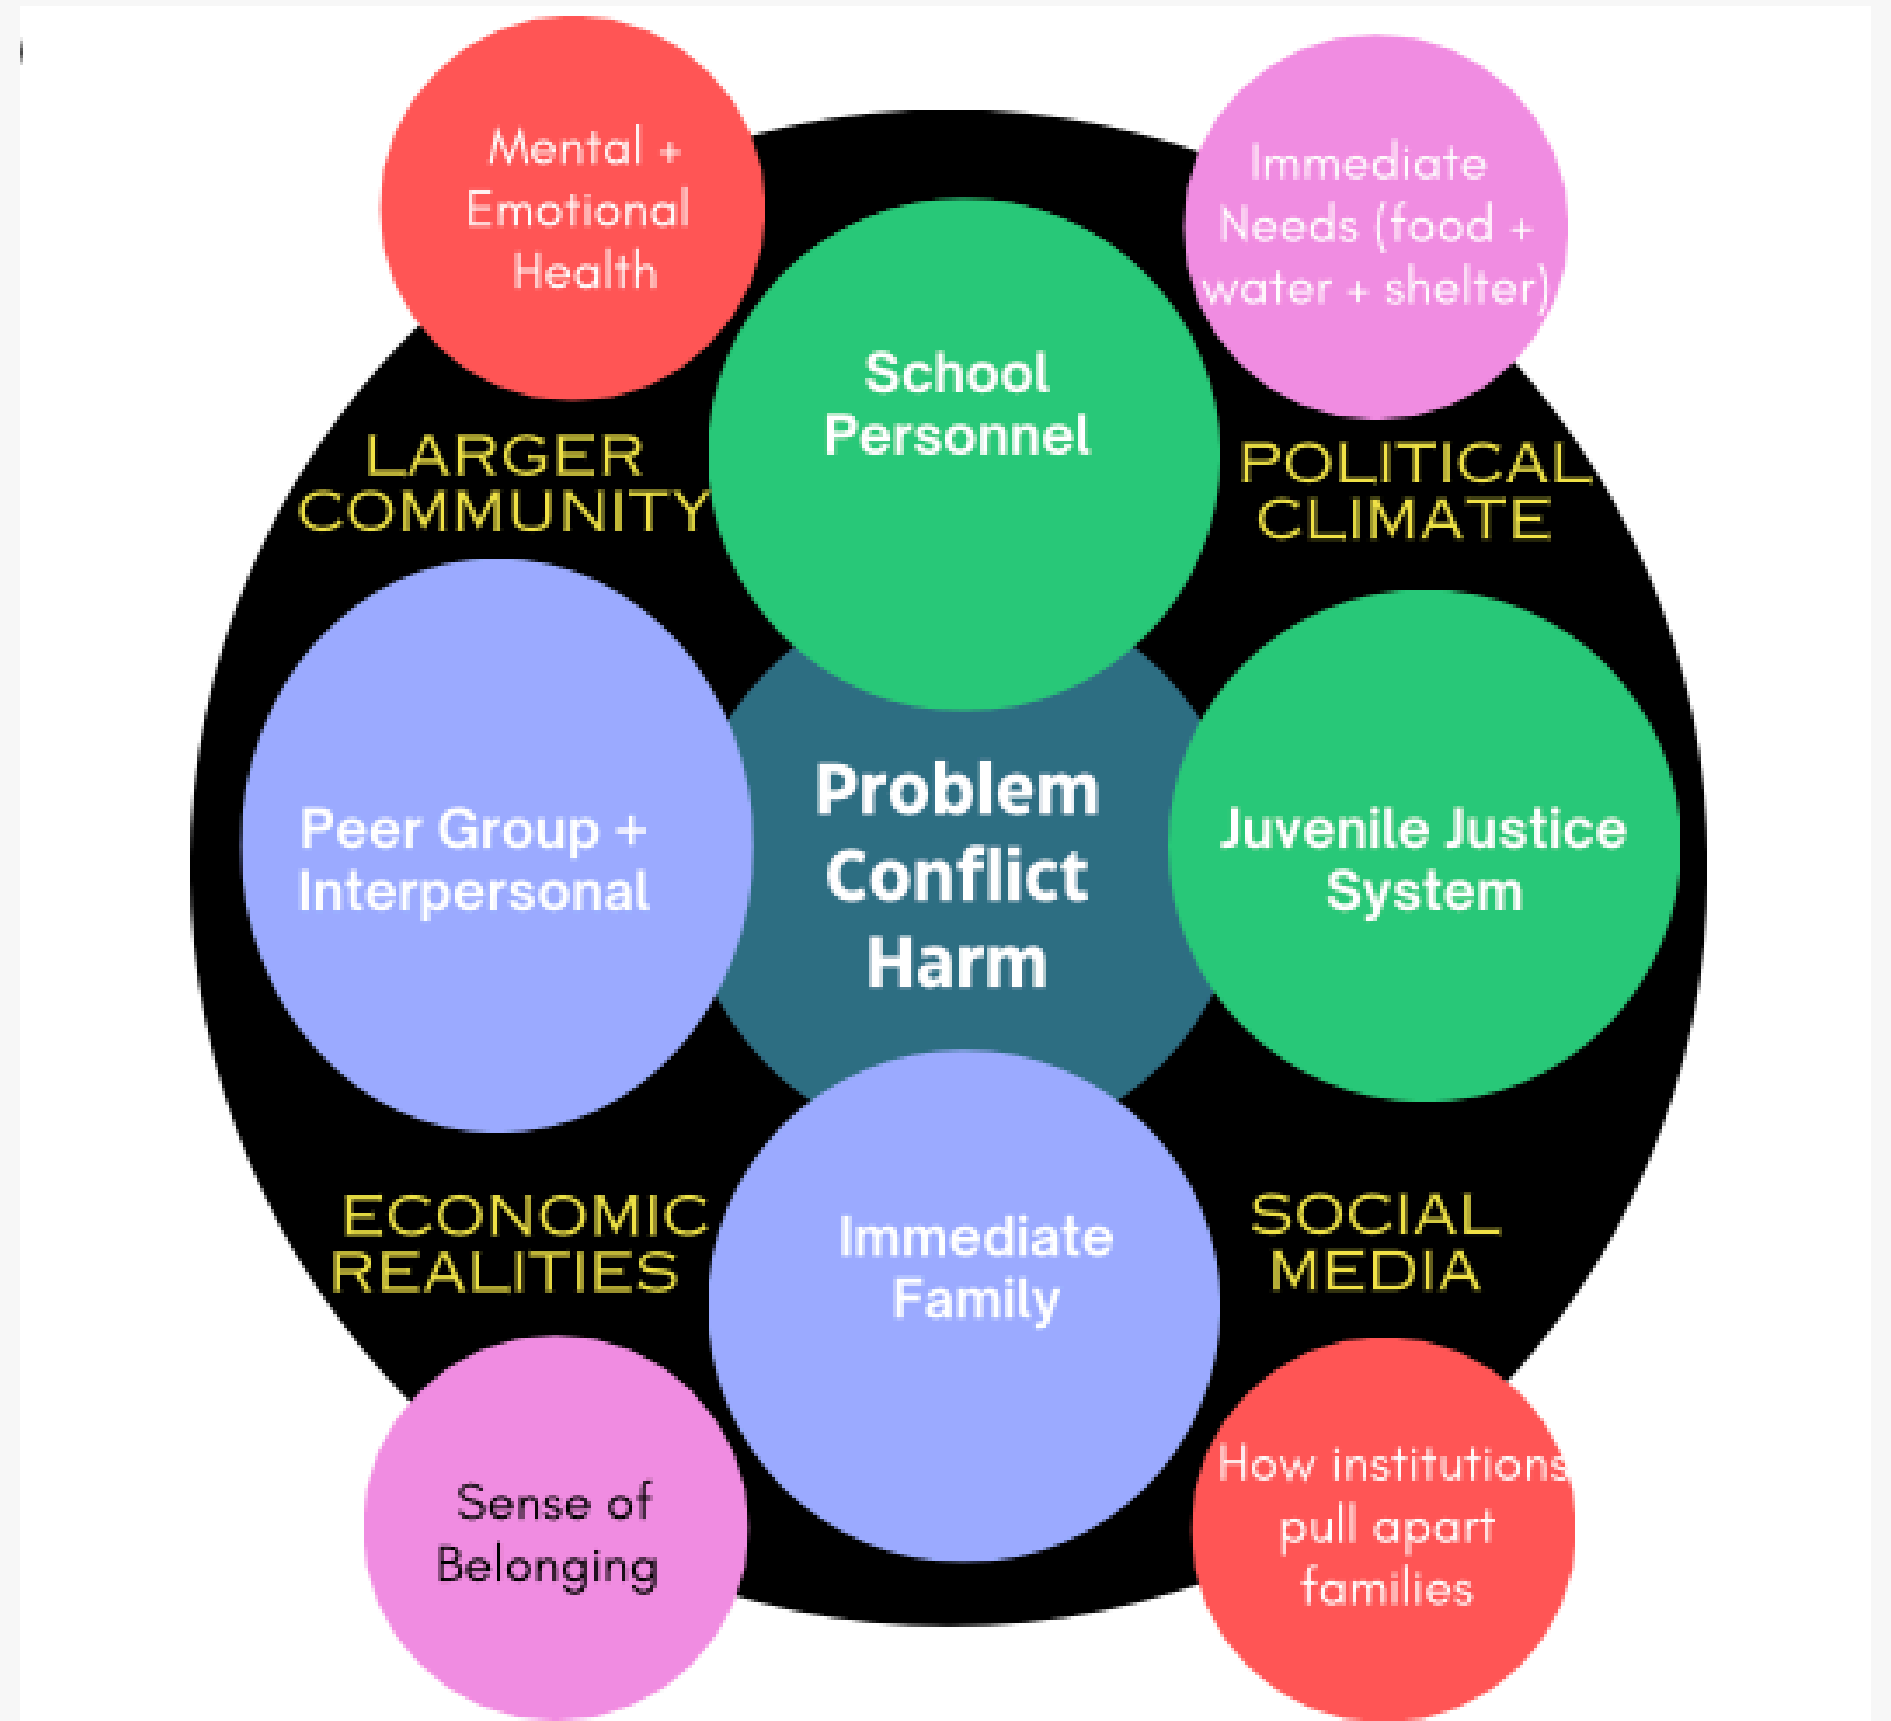 Mental +
Emotional
Health
Immediate
Needs (food +
water + shelter)
School
Personnel
LARGER
COMMUNITY
POLITICAL
CLIMATE
Peer Group +
Interpersonal
Problem
Conflict
Harm
Juvenile Justice
System
ECONOMIC
REALITIES
Immediate
Family
SOCIAL
MEDIA
Sense of
Belonging
How institutions
pull apart
families